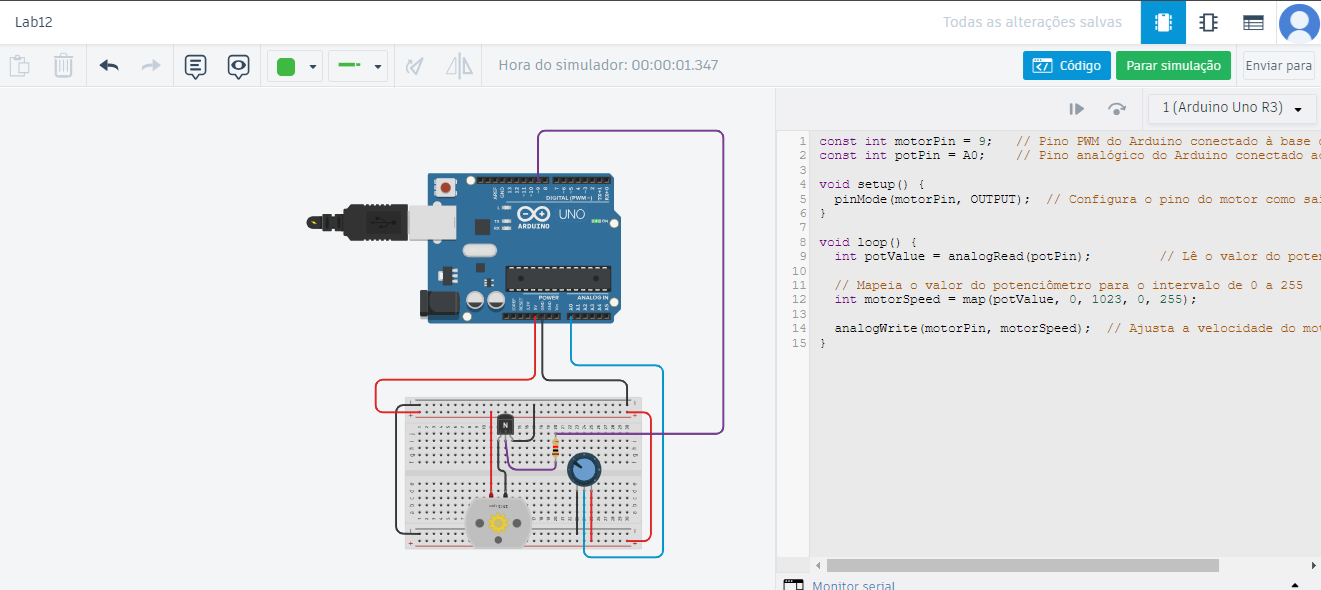 Lab12
Todas as alterações salvas
Hora do simulador: 00:00:01.347
Código
Parar simulação
Enviar para
1 (Arduino Uno R3)
1 const int motorPin = 9;   // Pino PWM do Arduino conectado à base
2 const int potPin = A0;    // Pino analógico do Arduino conectado
3
4 void setup() {
5   pinMode(motorPin, OUTPUT);  // Configura o pino do motor como
6 }
7
8 void loop() {
9   int potValue = analogRead(potPin);         // Lê o valor do
10
11   // Mapeia o valor do potenciômetro para o intervalo de 0 a 255
12   int motorSpeed = map(potValue, 0, 1023, 0, 255);
13
14   analogWrite(motorPin, motorSpeed);  // Ajusta a velocidade do
15 }
DIGITAL (PWM~)
UNO
ARDUINO
TX
RX
ON
POWER
ANALOG IN
N
Monitor serial